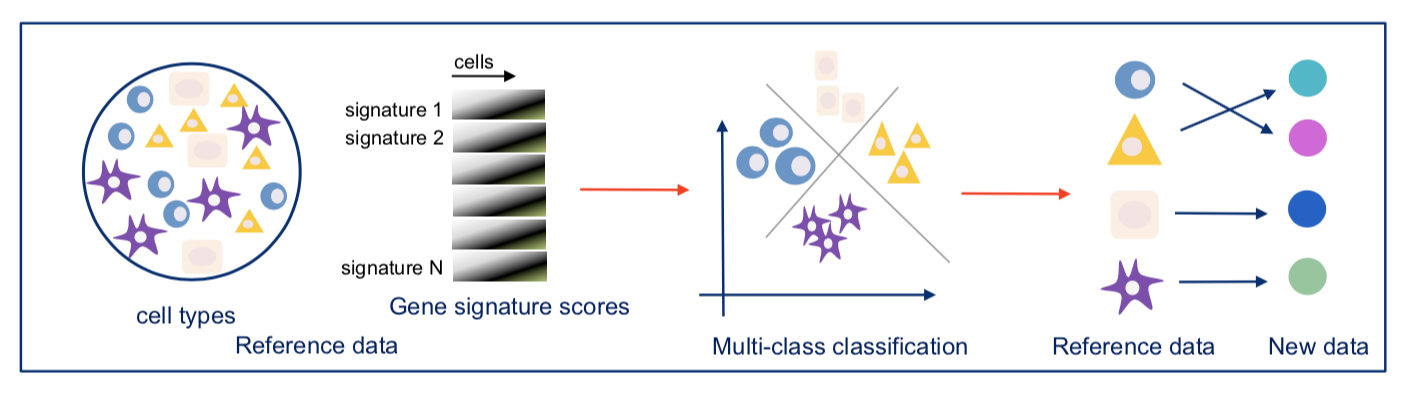 cells
signature 1
signature 2
signature N
Gene signature scores
cell types
Reference data
Multi-class classification
Reference data
New data